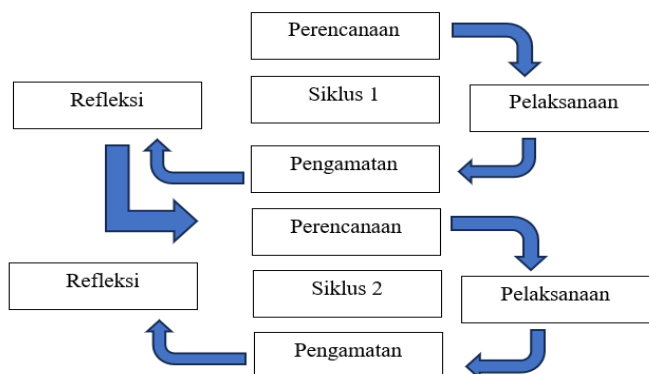 Perencanaan
Refleksi
Siklus 1
Pelaksanaan
Pengamatan
Perencanaan
Refleksi
Siklus 2
Pelaksanaan
Pengamatan